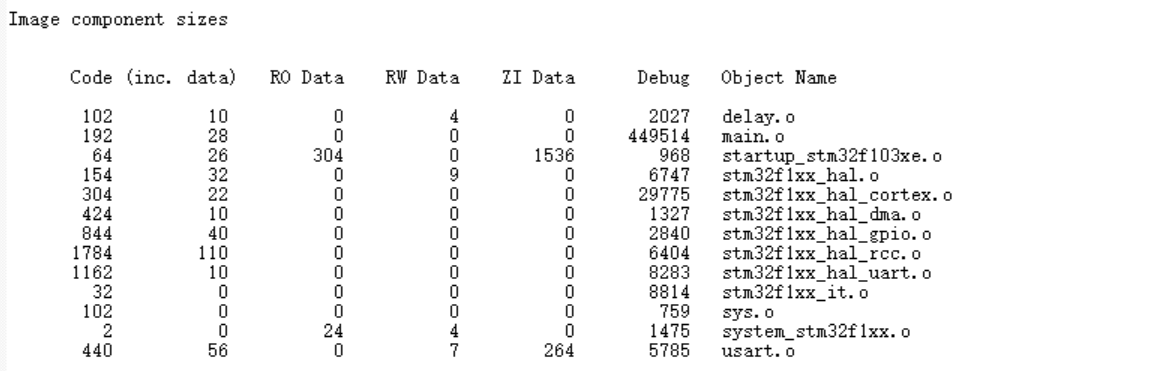 Image component sizes
Code (inc. data) RO Data RW Data ZI Data Debug Object Name
102 10 0 4 0 2027 delay.o
192 28 0 0 0 449514 main.o
64 26 304 0 1536 968 startup_stm32f103xe.o
154 32 0 9 0 6747 stm32f1xx_hal.o
304 22 0 0 0 29775 stm32f1xx_hal_cortex.o
424 10 0 0 0 1327 stm32f1xx_hal_dma.o
844 40 0 0 0 2840 stm32f1xx_hal_gpio.o
1784 110 0 0 0 6404 stm32f1xx_hal_rcc.o
1162 10 0 0 0 8283 stm32f1xx_hal_uart.o
32 0 0 0 0 8814 stm32f1xx_it.o
102 0 0 0 0 759 sys.o
2 0 24 4 0 1475 system_stm32f1xx.o
440 56 0 7 264 5785 usart.o